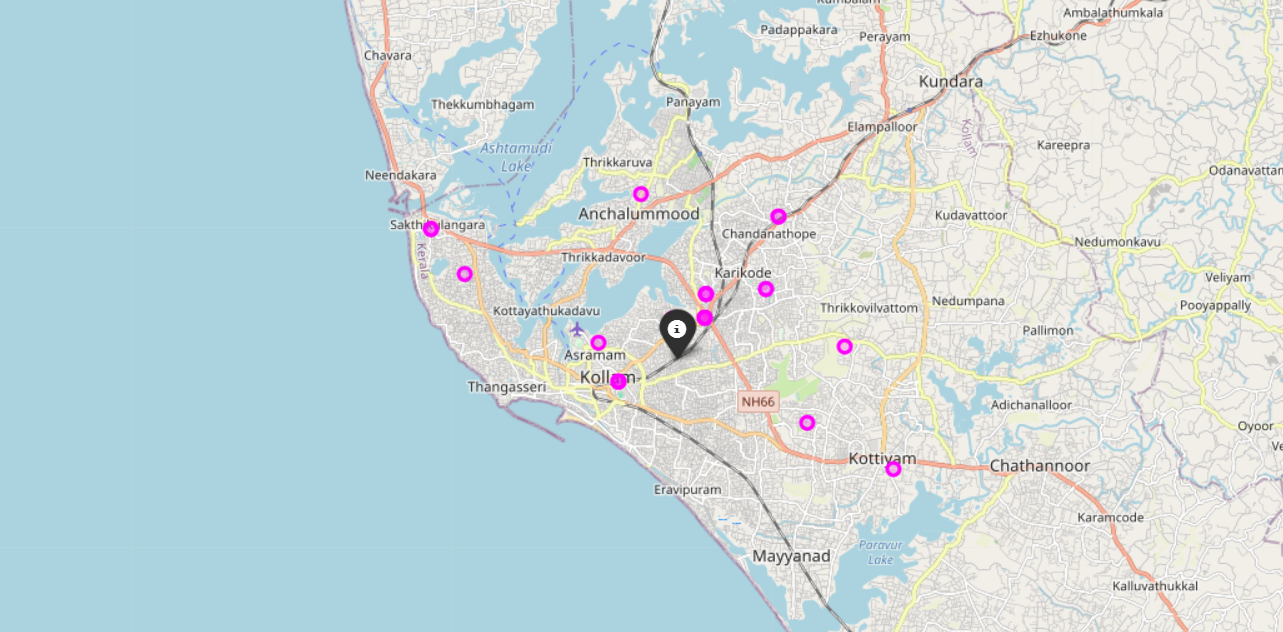 Kumbalam
Ambalathumkala
Padappakara
Perayam
Ezhukone
Chavara
Kundara
Thekkumbhagam
Panayam
Elampalloor
Kollam
Kareepra
Ashtamudi
Lake
Thrikkaruva
Odanavattam
Neendakara
Anchalummood
Kudavattoor
Chandanathope
Nedumonkavu
Kerala
Thrikkadavoor
Karikode
Veliyam
Nedumpana
Pooyappally
Thrikkovilvattom
Kottayathukadavu
Pallimon
i
Asramam
Kollam
Thangasseri
NH66
Adichanalloor
Oyoor
Kottiyam
Chathannoor
Eravipuram
Karamcode
Paravur
Lake
Mayyanad
Kalluvathukkal